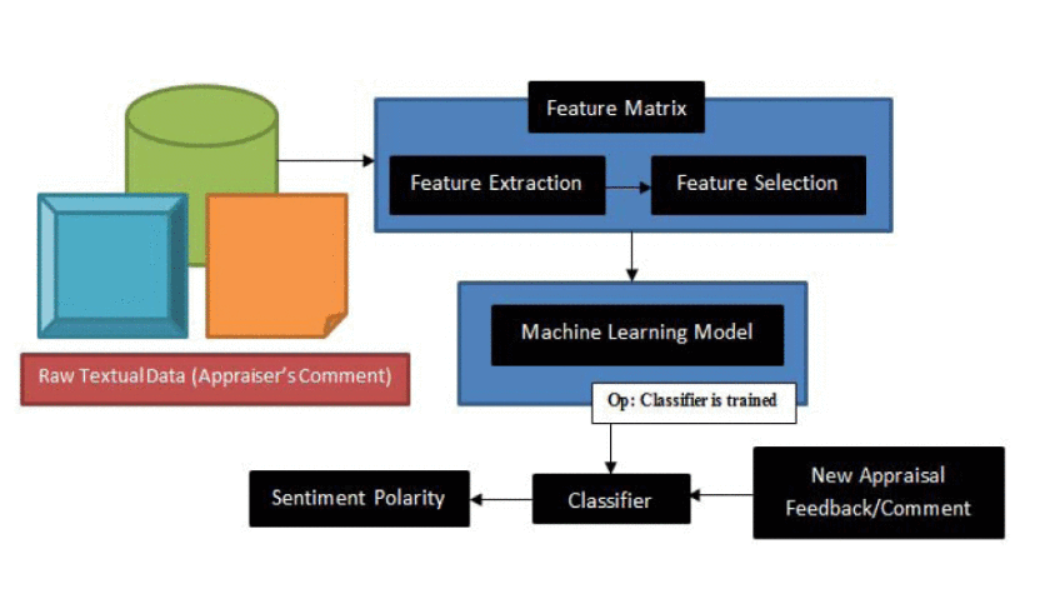 Feature Matrix
Feature Extraction
Feature Selection
Machine Learning Model
Raw Textual Data (Appraiser's Comment)
Op: Classifier is trained
New Appraisal
Feedback/Comment
Classifier
Sentiment Polarity